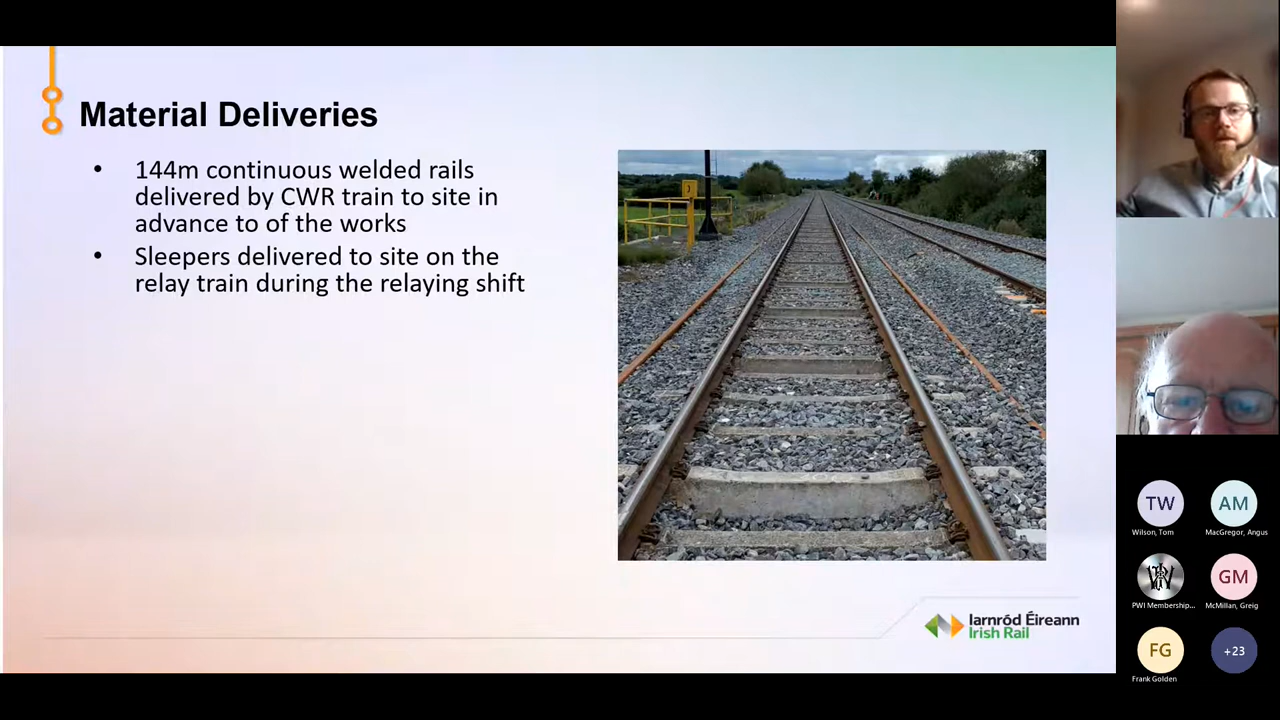 Material Deliveries
• 144m continuous welded rails
delivered by CWR train to site in
advance to of the works
• Sleepers delivered to site on the
relay train during the relaying shift
Iarnród Éireann
Irish Rail
TW
AM
Wilson, Tom
MacGregor, Angus
GM
PWI Membership...
McMillan, Greig
FG
+23
Frank Golden